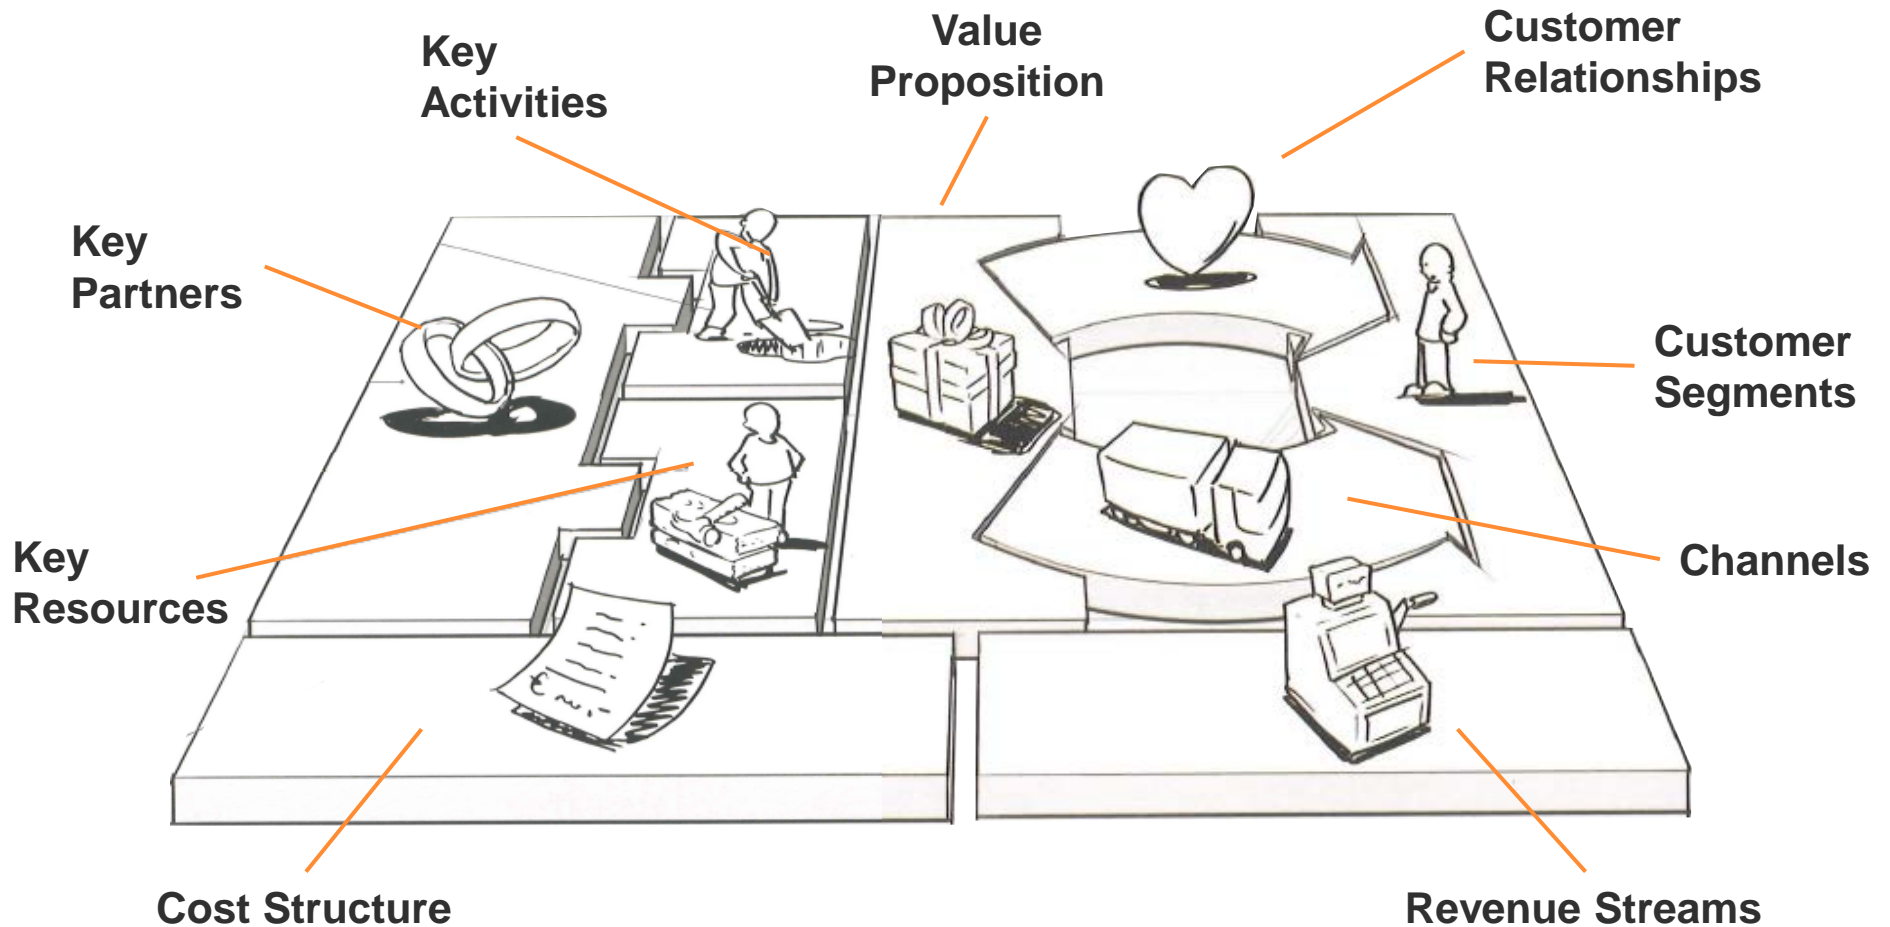 Key
Activities
Value
Proposition
Customer
Relationships
Key
Partners
Customer
Segments
Key
Resources
Channels
€
Cost Structure
Revenue Streams